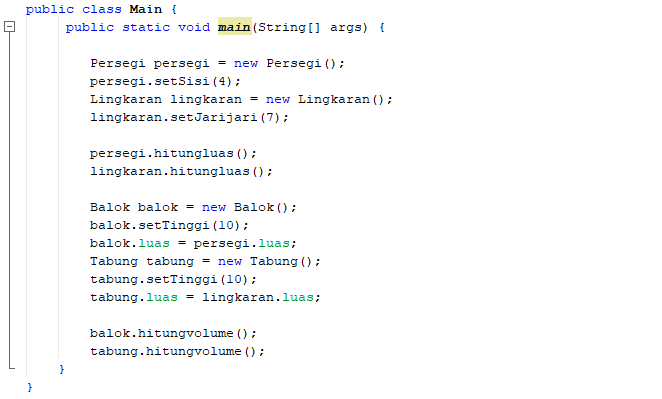 public class Main {
public static void main(String[] args) {
Persegi persegi = new Persegi();
persegi.setSisi(4);
Lingkaran lingkaran = new Lingkaran();
lingkaran.setJarijari(7);
persegi.hitungluas();
lingkaran.hitungluas();
Balok balok = new Balok();
balok.setTinggi(10);
balok.luas = persegi.luas;
Tabung tabung = new Tabung();
tabung.setTinggi(10);
tabung.luas = lingkaran.luas;
balok.hitungvolume();
tabung.hitungvolume();
}
}